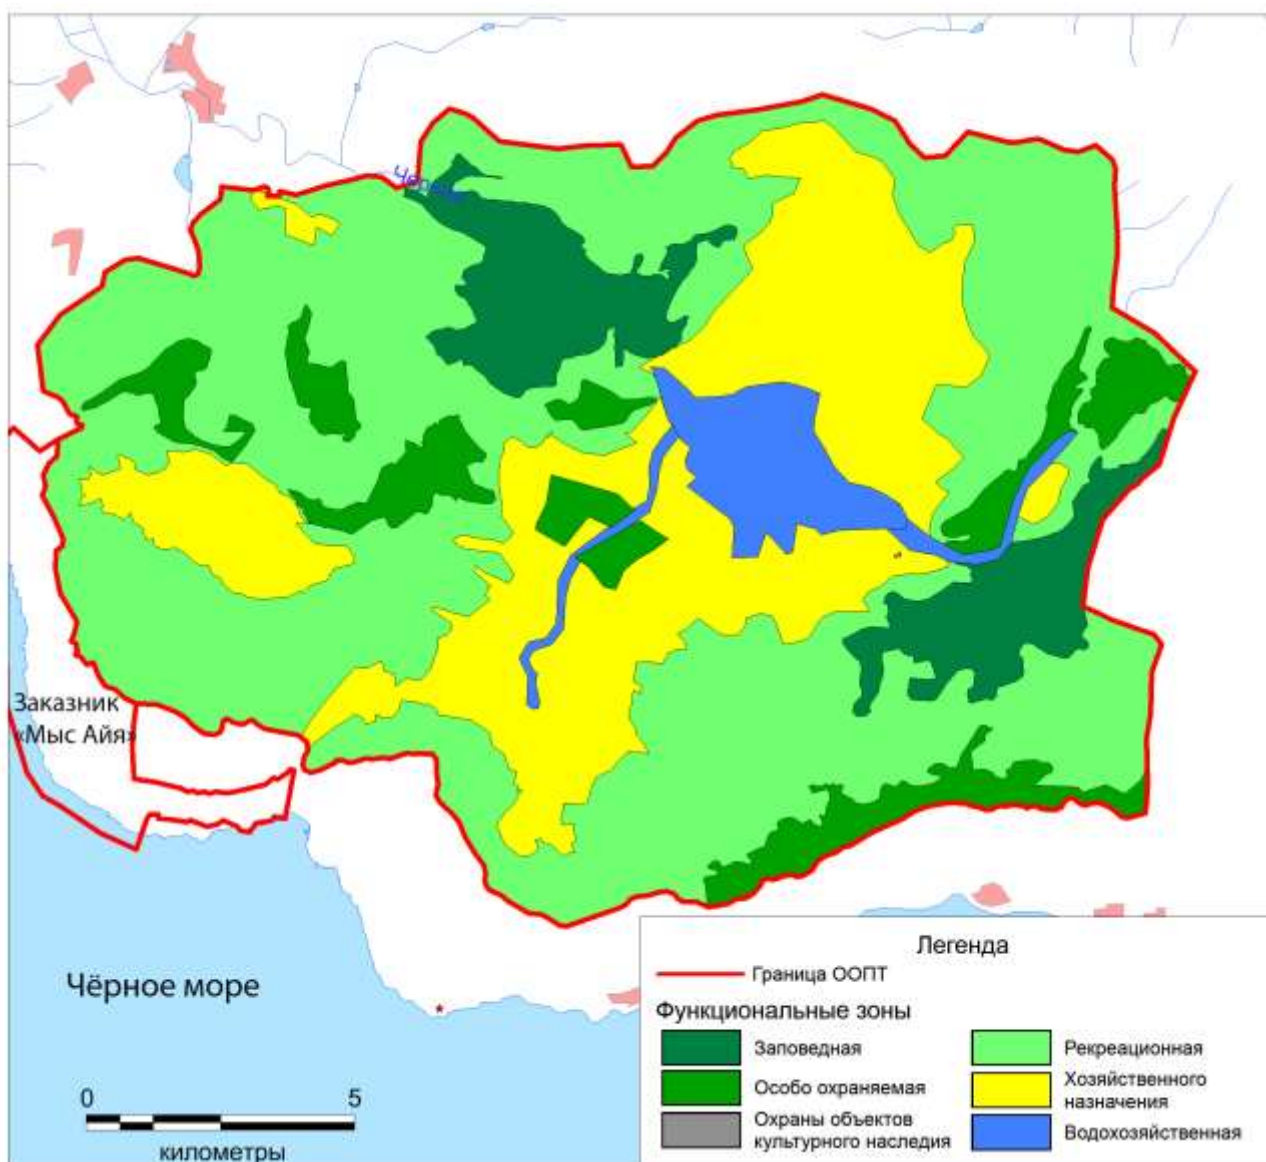 Заказник
«Мыс Айя»
Чёрное море
0 5
километры
Легенда
Граница ООПТ
Функциональные зоны
Заповедная
Особо охраняемая
Охраны объектов
культурного наследия
Рекреационная
Хозяйственного
назначения
Водохозяйственная